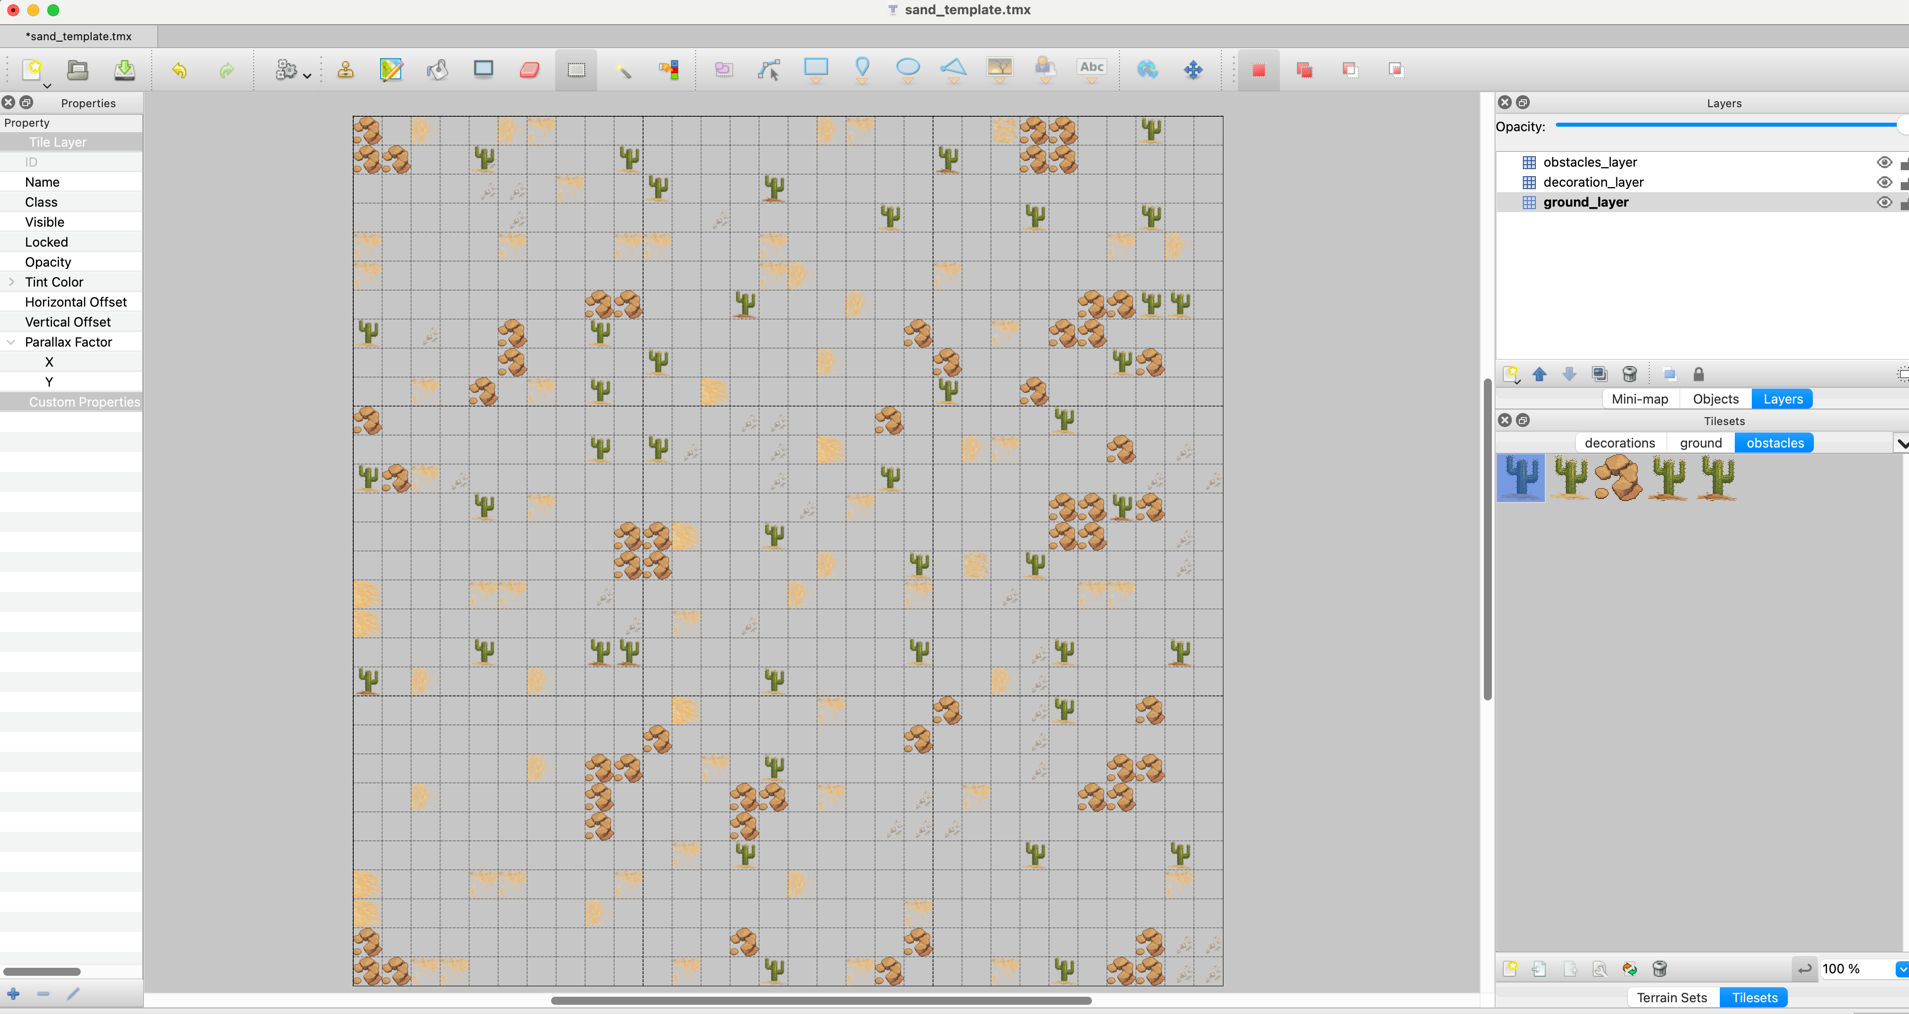 sand_template.tmx
*sand_template.tmx
Abc
Properties
Property
Tile Layer
ID
Name
Class
Visible
Locked
Opacity
Tint Color
Horizontal Offset
Vertical Offset
Parallax Factor
X
Y
Custom Properties
Layers
Opacity:
obstacles_layer
decoration_layer
ground_layer
Mini-map Objects Layers
Tilesets
decorations ground obstacles
100 %
Terrain Sets Tilesets